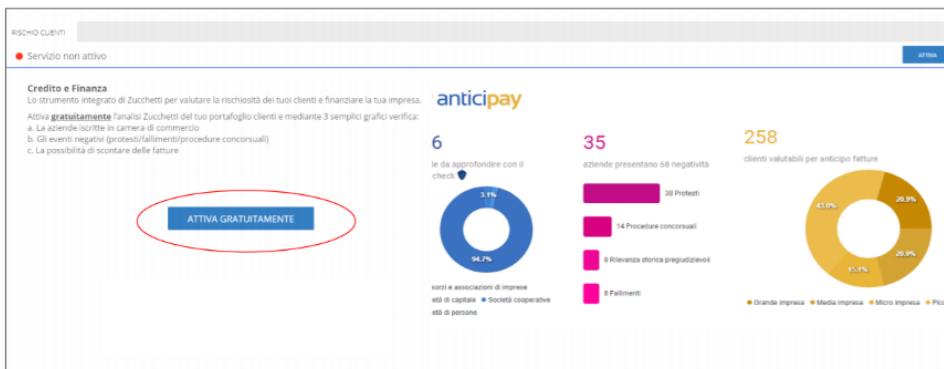 RISCHIO CLIENTI
Servizio non attivo
ATTIVA
Credito e Finanza
Lo strumento integrato di Zucchetti per valutare la rischiosità dei tuoi clienti e finanziare la tua impresa.
Attiva gratuitamente l'analisi Zucchetti del tuo portafoglio clienti e mediante 3 semplici grafici verifica:
a. La aziende iscritte in camera di commercio
b. Gli eventi negativi (protesti/fallimenti/procedure concorsuali)
c. La possibilità di scontare delle fatture
ATTIVA GRATUITAMENTE
anticipay
6
le da approfondire con il
check
3.1%
94.7%
sorzi e associazioni di imprese
età di capitale Società cooperative
età di persone
35
aziende presentano 68 negatività
38 Protesti
14 Procedure concorsuali
8 Rilevanza storica pregiudizievoli
8 Fallimenti
258
clienti valutabili per anticipo fatture
43.0%
20.9%
20.9%
15.1%
Grande impresa Media impresa Micro impresa Picc